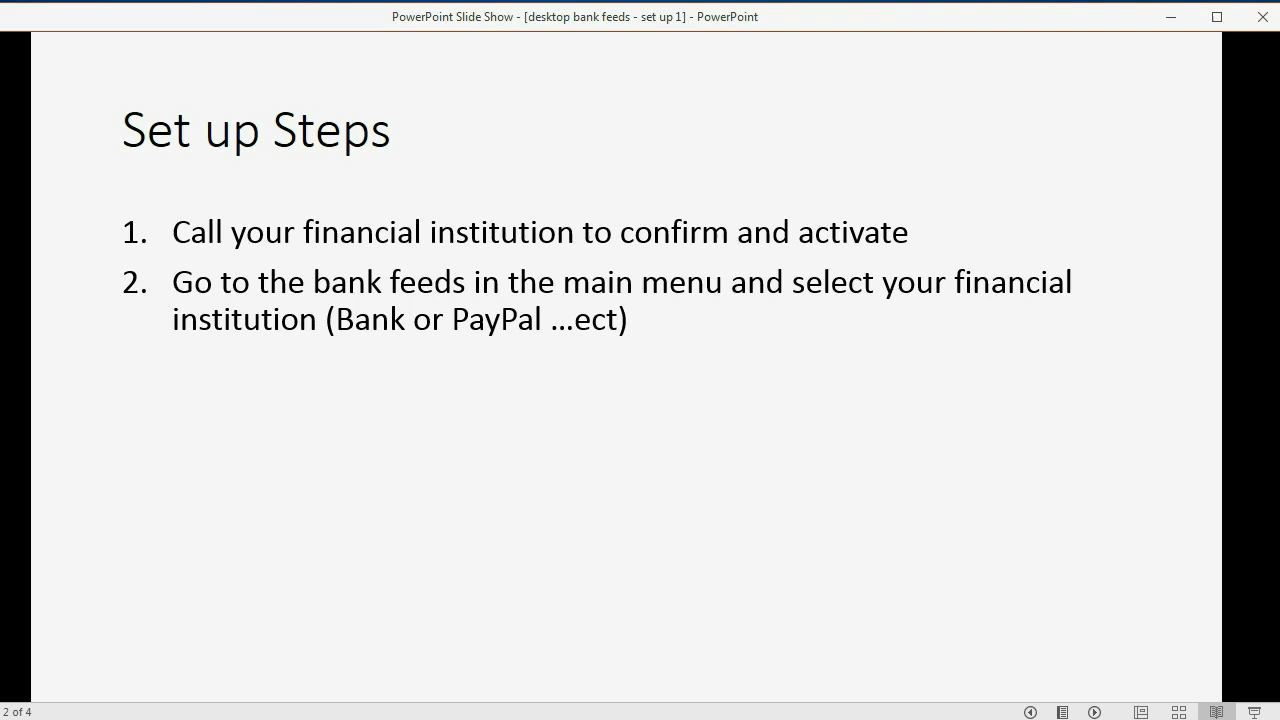 PowerPoint Slide Show - [desktop bank feeds - set up 1] - PowerPoint
Set up Steps
1. Call your financial institution to confirm and activate
2. Go to the bank feeds in the main menu and select your financial
institution (Bank or PayPal ...ect)
2 of 4